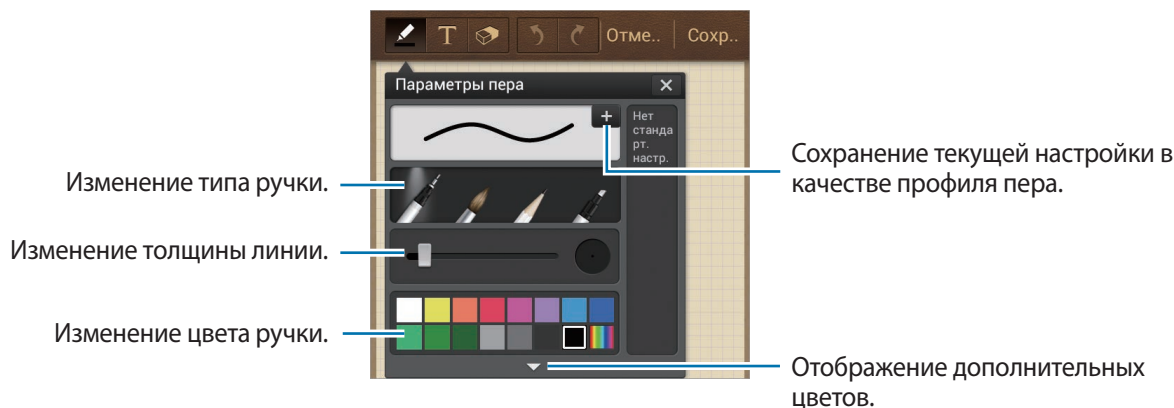 T Отме.. Сохр..
Параметры пера
Нет
станда
рт.
настр.
Изменение типа ручки.
Изменение толщины линии.
Изменение цвета ручки.
Сохранение текущей настройки в
качестве профиля пера.
Отображение дополнительных
цветов.